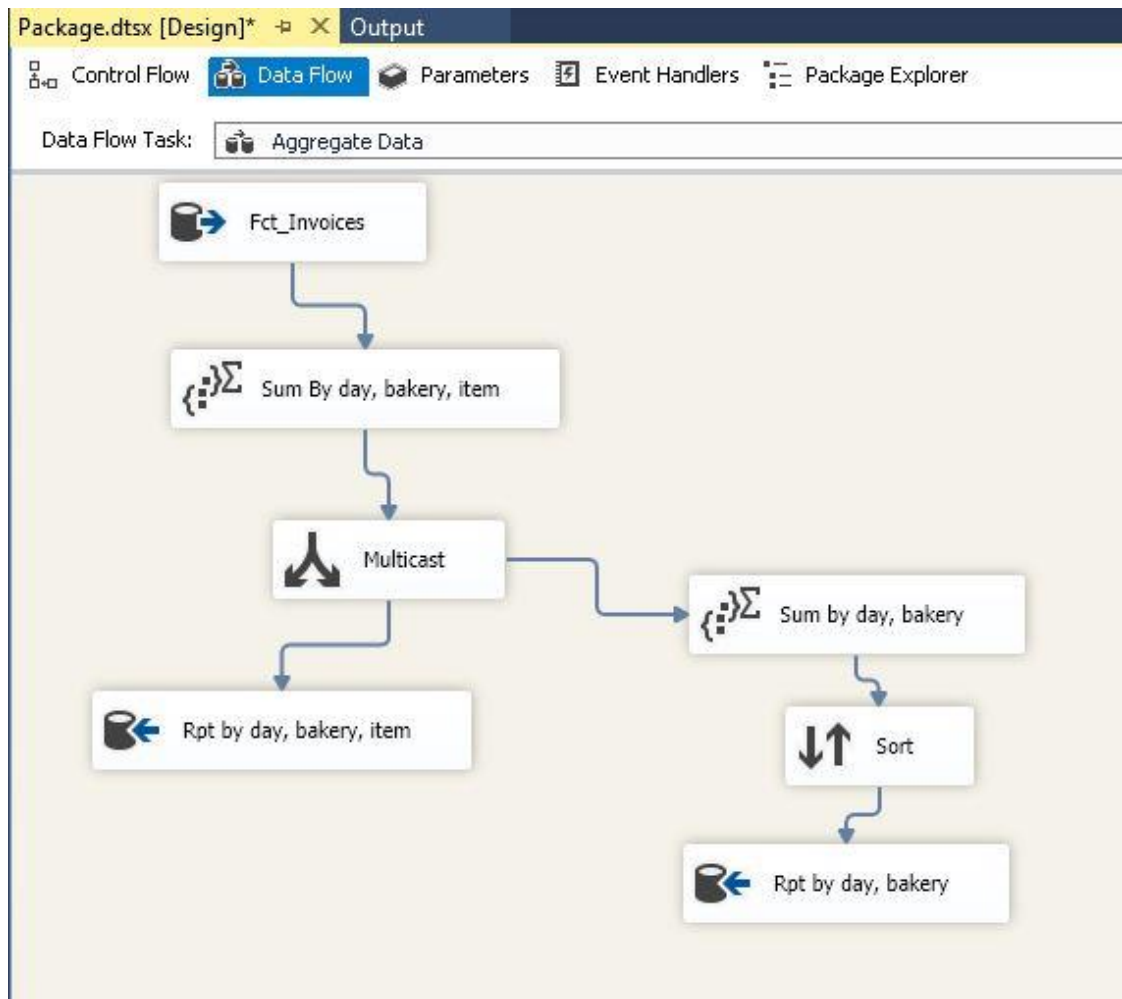 Package.dtsx [Design]* Output
Control Flow Data Flow Parameters Event Handlers Package Explorer
Data Flow Task: Aggregate Data
Fct_Invoices
Sum By day, bakery, item
Multicast
Sum by day, bakery
Rpt by day, bakery, item
Sort
Rpt by day, bakery